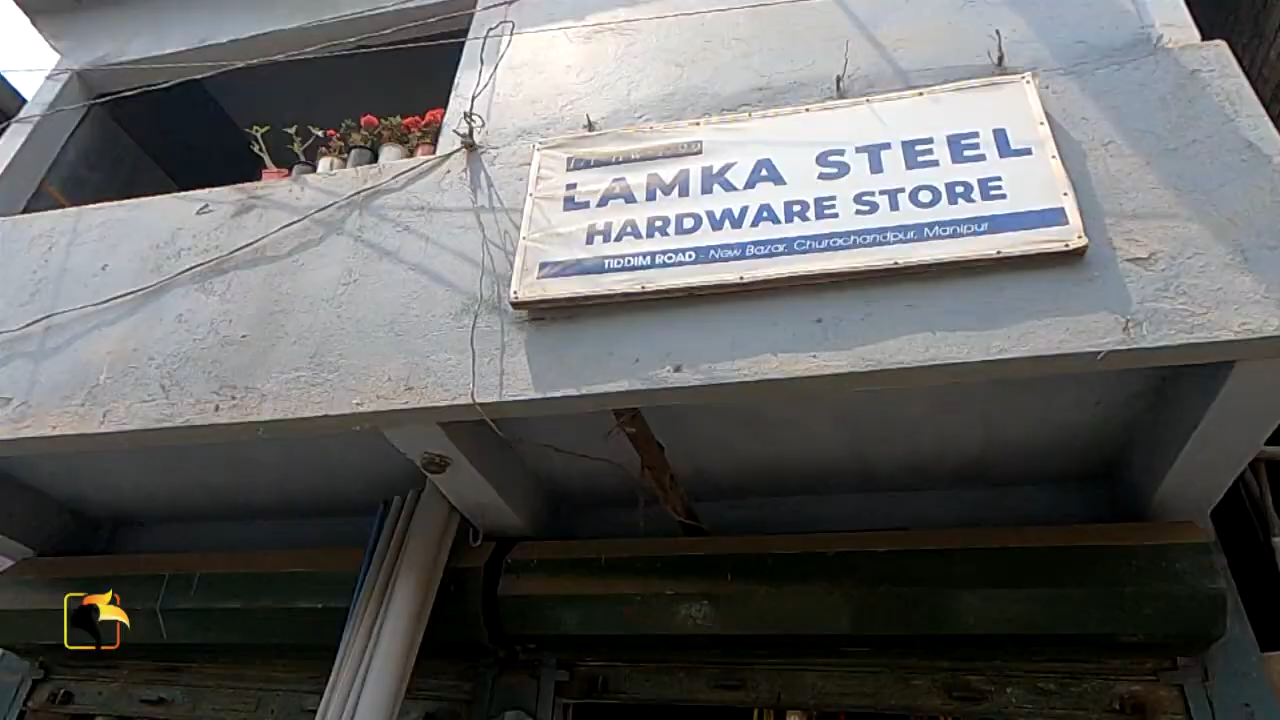 LAMKA STEEL
HARDWARE STORE
TIDDIM ROAD - New Bazar, Churachandpur, Manipur